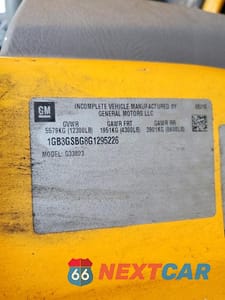 GM
INCOMPLETE VEHICLE MANUFACTURED BY
GENERAL MOTORS LLC
GVWR GAWR FRT GAWR RR
5579KG (12300LB) 1951KG (4300LB) 3901KG (8600LB)
1GB3GSBG8G1295226
MODEL: G33803
66 NEXTCAR